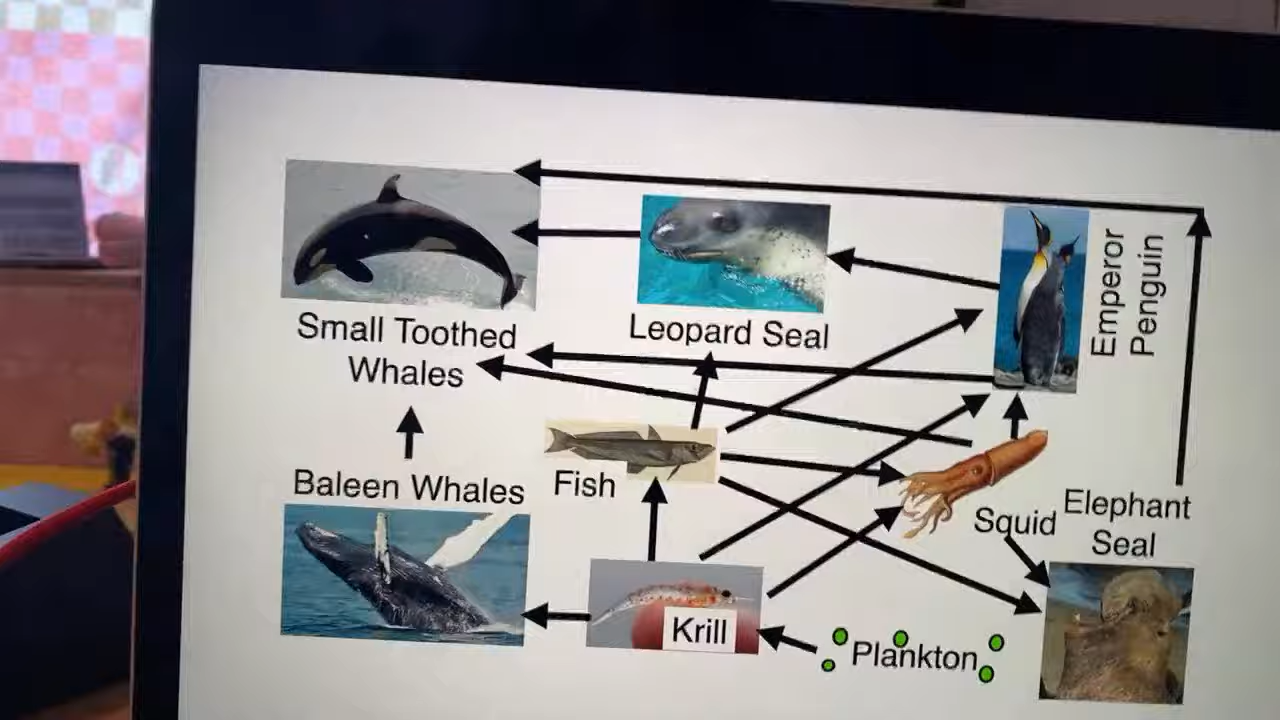 Small Toothed
Whales
Leopard Seal
Emperor
Penguin
Baleen Whales
Fish
Squid
Elephant
Seal
Krill
Plankton